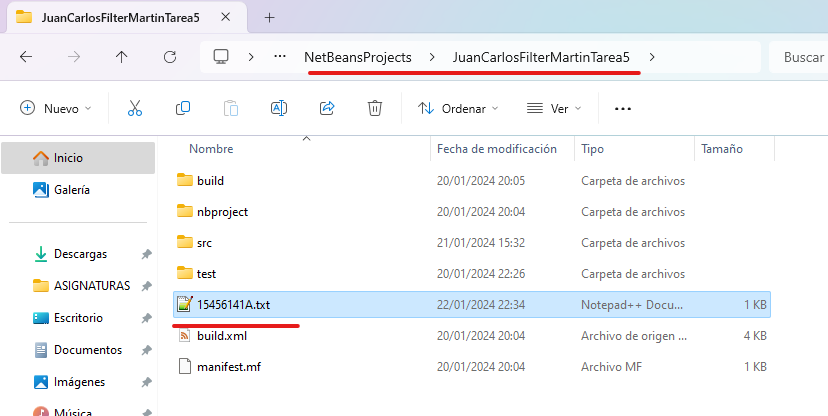 JuanCarlosFilterMartinTarea5
NetBeansProjects > JuanCarlosFilterMartinTarea5 > Buscar
Nuevo Ordenar Ver
Nombre Fecha de modificación Tipo Tamaño
Inicio
Galería
Descargas
ASIGNATURAS
Escritorio
Documentos
Imágenes
Música
build 20/01/2024 20:05 Carpeta de archivos
nbproject 20/01/2024 20:04 Carpeta de archivos
src 21/01/2024 15:32 Carpeta de archivos
test 20/01/2024 22:26 Carpeta de archivos
15456141A.txt 22/01/2024 22:34 Notepad++ Docu... 1 KB
build.xml 20/01/2024 20:04 Archivo de origen ... 4 KB
manifest.mf 20/01/2024 20:04 Archivo MF 1 KB